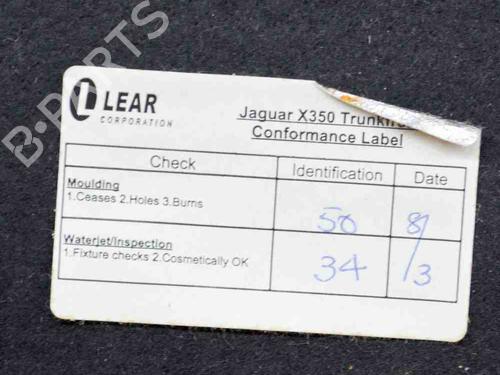 B-PARTS
LEAR
CORPORATION
Jaguar X350
Conformance Label
Check Identification Date
Moulding
1.Ceases 2.Holes 3.Burns
50 8/
Waterjet/Inspection
1.Fixture checks 2.Cosmetically OK
34 3